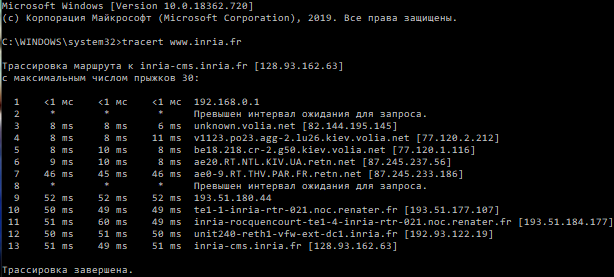 Microsoft Windows [Version 10.0.18362.720]
(c) Корпорация Майкрософт (Microsoft Corporation), 2019. Все права защищены.
C:\WINDOWS\system32>tracert www.inria.fr
Трассировка маршрута к inria-cms.inria.fr [128.93.162.63]
с максимальным числом прыжков 30:
1 <1 мс <1 мс <1 мс 192.168.0.1
2 * * * Превышен интервал ожидания для запроса.
3 8 ms 8 ms 6 ms unknown.volia.net [82.144.195.145]
4 8 ms 8 ms 11 ms v1123.po23.agg-2.lu26.kiev.volia.net [77.120.2.212]
5 8 ms 10 ms 8 ms be18.218.cr-2.g50.kiev.volia.net [77.120.1.116]
6 9 ms 10 ms 8 ms ae20.RT.NTL.KIV.UA.retn.net [87.245.237.56]
7 46 ms 45 ms 46 ms ae0-9.RT.THV.PAR.FR.retn.net [87.245.233.186]
8 * * * Превышен интервал ожидания для запроса.
9 52 ms 52 ms 52 ms 193.51.180.44
10 50 ms 49 ms 49 ms te1-1-inria-rtr-021.noc.renater.fr [193.51.177.107]
11 51 ms 60 ms 49 ms inria-rocquencourt-te1-4-inria-rtr-021.noc.renater.fr [193.51.184.177]
12 50 ms 51 ms 50 ms unit240-reth1-vfw-ext-dc1.inria.fr [192.93.122.19]
13 51 ms 49 ms 51 ms inria-cms.inria.fr [128.93.162.63]
Трассировка завершена.